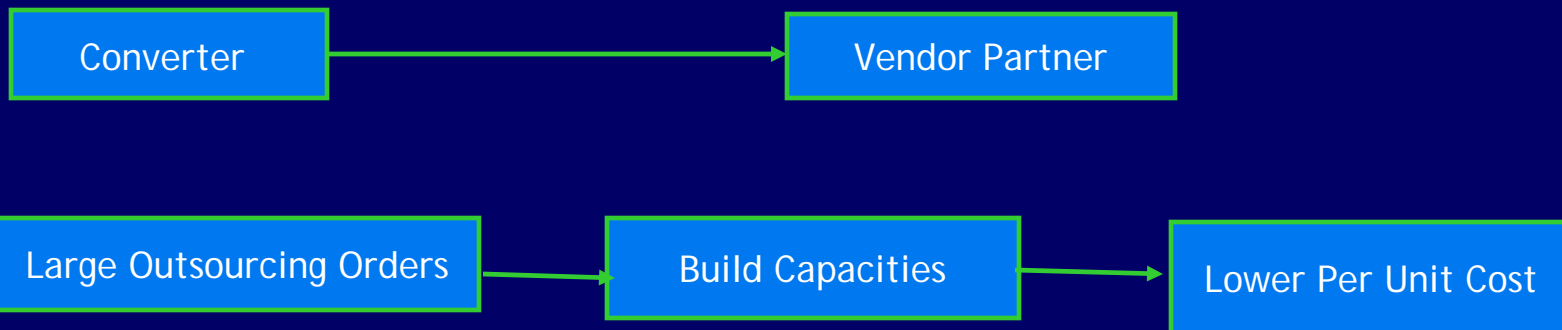 Converter
Vendor Partner
Large Outsourcing Orders
Build Capacities
Lower Per Unit Cost